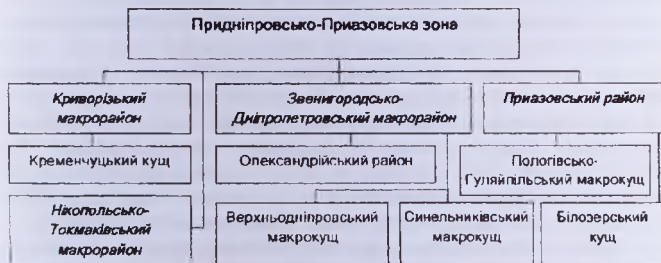 Придніпровсько-Приазовська зона
Криворізький
макрорайон
Звенигородсько-
Дніпропетровський макрорайон
Приазовський район
Кременчуцький кущ
Олександрійський район
Пологівсько-
Гуляйпільський макрокущ
Нікопольсько-
Токмаківський
макрорайон
Верхньодніпровський
макрокущ
Синельниківський
макрокущ
Білозерський
кущ